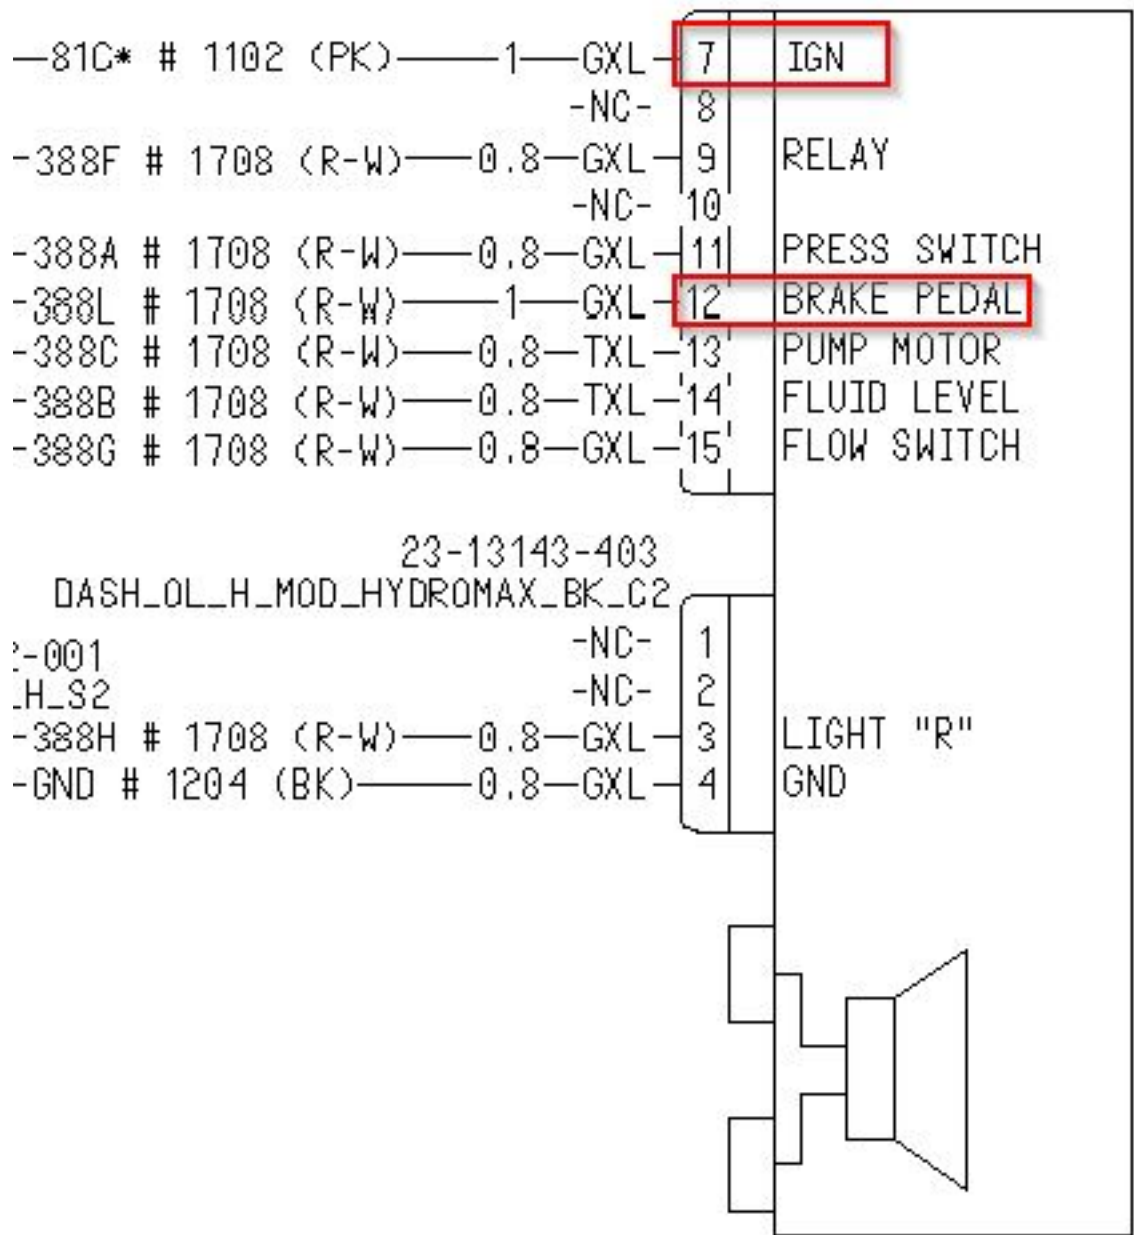 81C* # 1102 (PK) 1 GXL 7 IGN
-NC- 8
-388F # 1708 (R-W) 0.8 GXL 9 RELAY
-NC- 10
-388A # 1708 (R-W) 0.8 GXL 11 PRESS SWITCH
-388L # 1708 (R-W) 1 GXL 12 BRAKE PEDAL
-388C # 1708 (R-W) 0.8 TXL 13 PUMP MOTOR
-388B # 1708 (R-W) 0.8 TXL 14 FLUID LEVEL
-388G # 1708 (R-W) 0.8 GXL 15 FLOW SWITCH
23-13143-403
DASH_OL_H_MOD_HYDROMAX_BK_C2
-NC- 1
-001
-NC- 2
_H_S2
-388H # 1708 (R-W) 0.8 GXL 3 LIGHT "R"
-GND # 1204 (BK) 0.8 GXL 4 GND